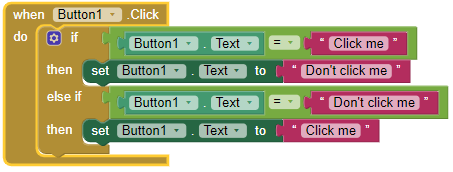 when Button1 .Click
do if Button1 . Text = " Click me "
then set Button1 . Text to " Don't click me "
else if Button1 . Text = " Don't click me "
then set Button1 . Text to " Click me "